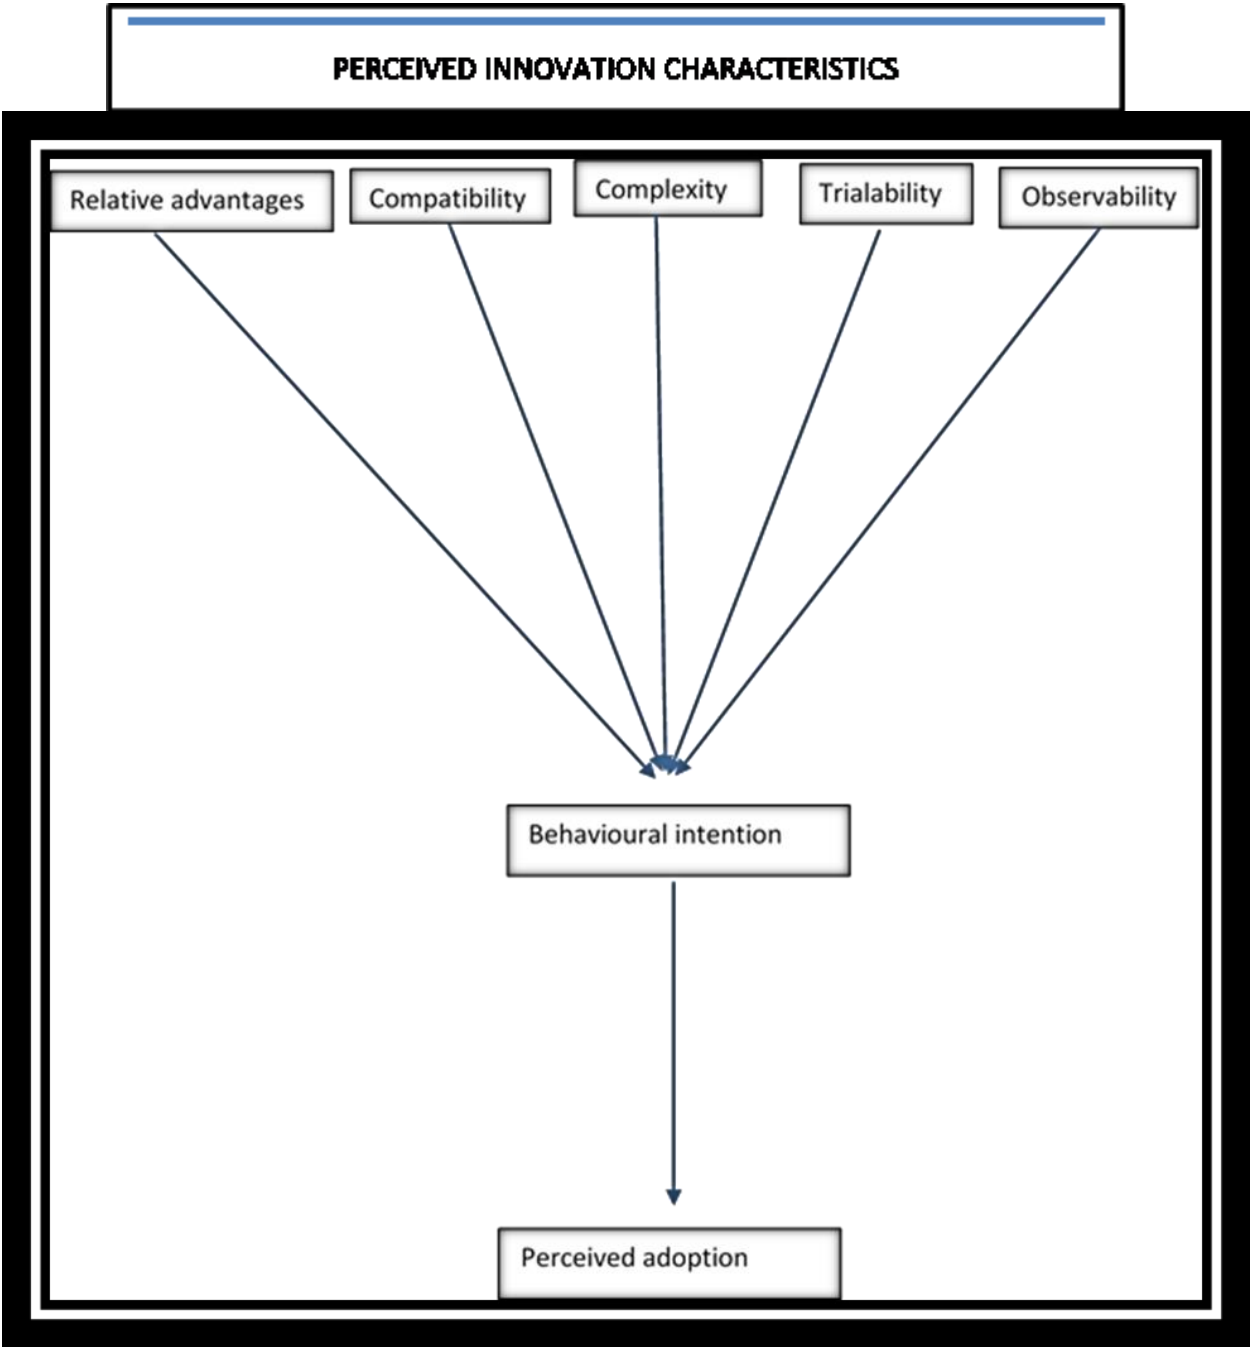 PERCEIVED INNOVATION CHARACTERISTICS
Relative advantages
Compatibility
Complexity
Trialability
Observability
Behavioural intention
Perceived adoption